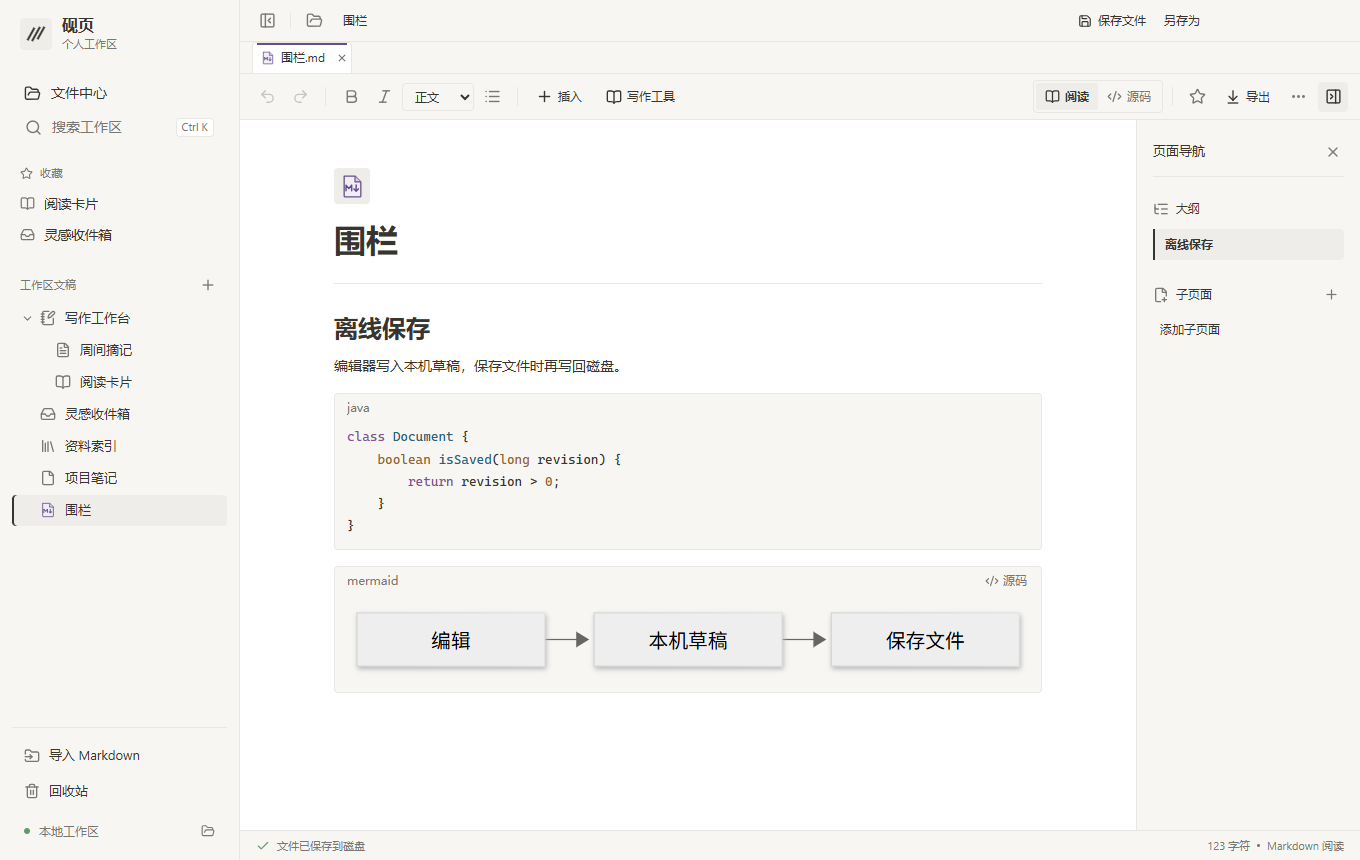 砚页
个人工作区
文件中心
搜索工作区 Ctrl K
收藏
阅读卡片
灵感收件箱
工作区文稿
写作工作台
周间摘记
阅读卡片
灵感收件箱
资料索引
项目笔记
围栏
导入 Markdown
回收站
本地工作区
围栏 保存文件 另存为
围栏.md
B I 正文 插入 写作工具 阅读 源码 导出
围栏
离线保存
编辑器写入本机草稿，保存文件时再写回磁盘。
java
class Document {
    boolean isSaved(long revision) {
        return revision > 0;
    }
}
mermaid 源码
编辑 本机草稿 保存文件
页面导航
大纲
离线保存
子页面
添加子页面
文件已保存到磁盘 123 字符 • Markdown 阅读